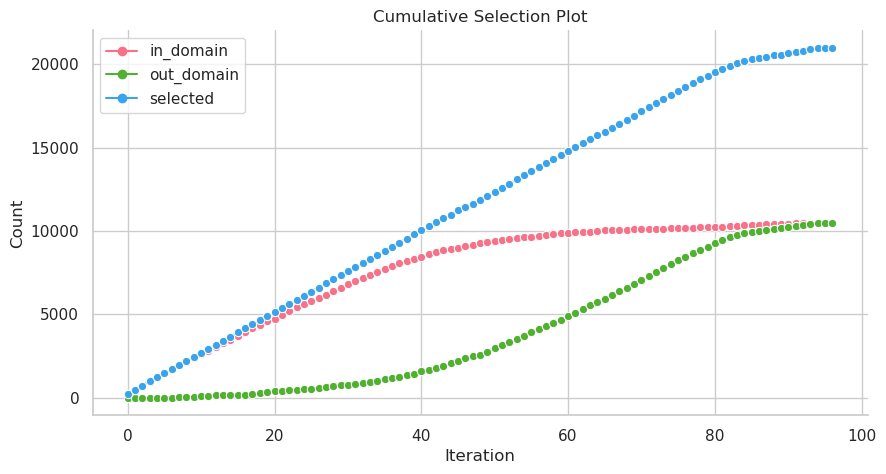 Cumulative Selection Plot
in_domain
out_domain
selected
Count
20000
15000
10000
5000
0
0 20 40 60 80 100
Iteration